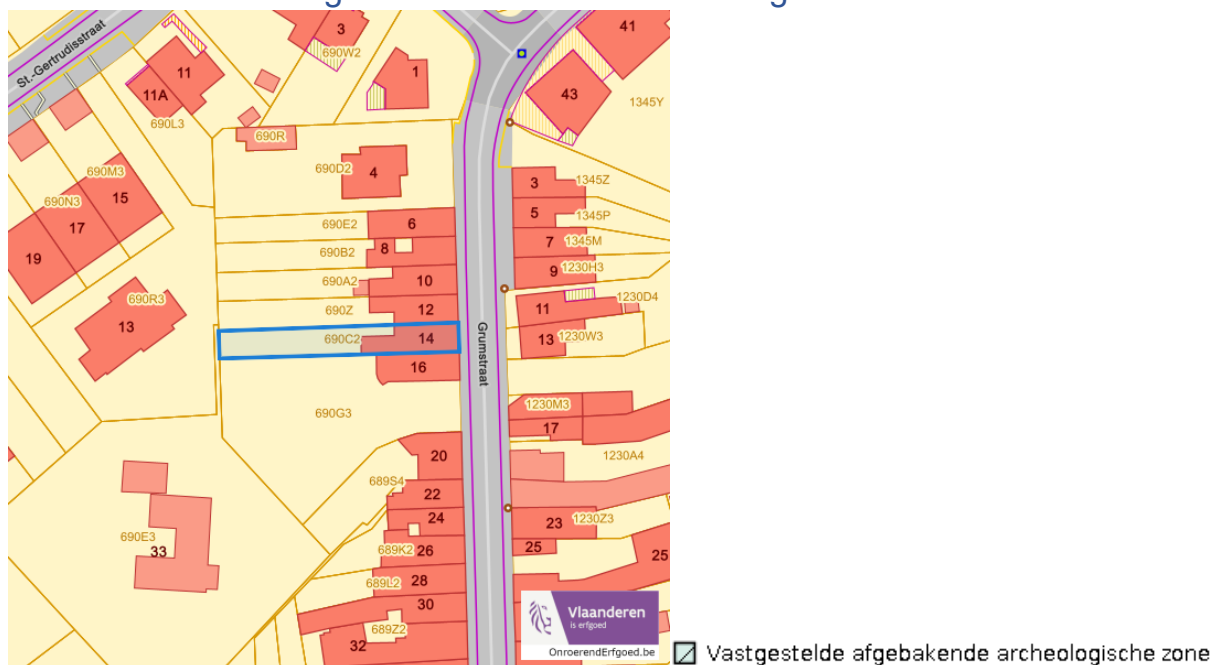 41
3
690W2
St.-Gertrudisstraat
11
1
11A
43
1345Y
690L3
690R
690M3
690D2
4
3
1345Z
15
690N3
5
1345P
17
690E2
6
7
1345M
19
690B2
8
9
1230H3
690A2
10
690R3
690Z
12
11
1230D4
13
690C2
14
Grumstraat
13
1230W3
16
690G3
1230M3
17
20
1230A4
689S4
22
24
23
1230Z3
690E3
33
689K2
26
25
25
689L2
28
30
689Z2
32
Vlaanderen
is erfgoed
OnroerendErfgoed.be
Vastgestelde afgebakende archeologische zone